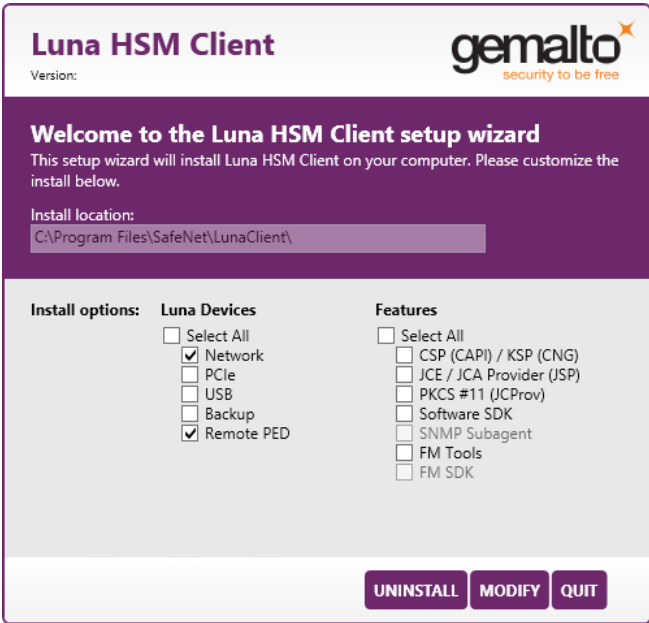 Luna HSM Client
Version:
gemalto
security to be free
Welcome to the Luna HSM Client setup wizard
This setup wizard will install Luna HSM Client on your computer. Please customize the
install below.
Install location:
C:\Program Files\SafeNet\LunaClient\
Install options:
Luna Devices
Select All
Network
PCIe
USB
Backup
Remote PED
Features
Select All
CSP (CAPI) / KSP (CNG)
JCE / JCA Provider (JSP)
PKCS #11 (JCProv)
Software SDK
SNMP Subagent
FM Tools
FM SDK
UNINSTALL
MODIFY
QUIT